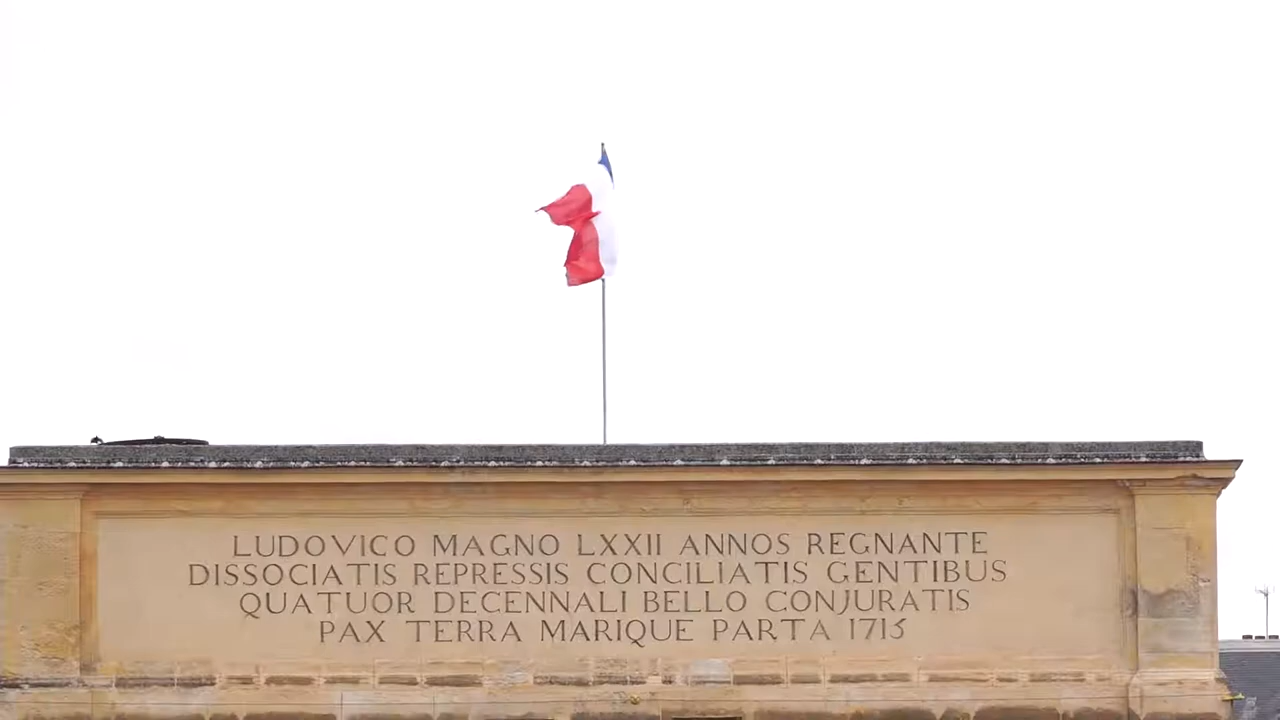 LUDOVICO MAGNO LXXII ANNOS REGNANTE
DISSOCIATIS REPRESSIS CONCILIATIS GENTIBUS
QUATUOR DECENNALI BELLO CONJURATIS
PAX TERRA MARIQUE PARTA 1715